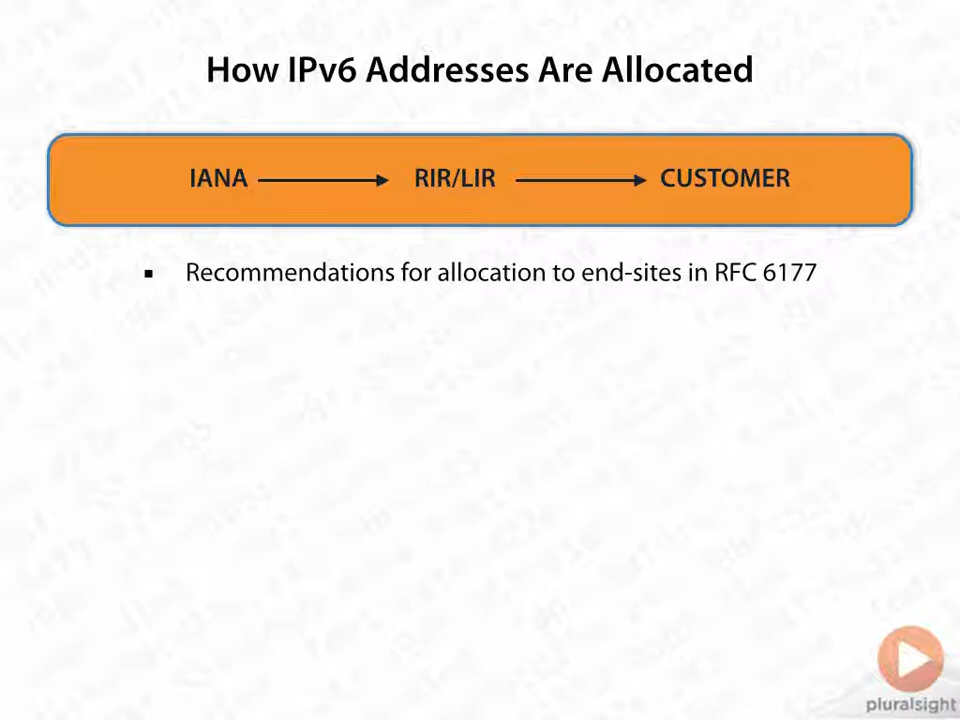 How IPv6 Addresses Are Allocated
IANA RIR/LIR CUSTOMER
▪ Recommendations for allocation to end-sites in RFC 6177
pluralsight